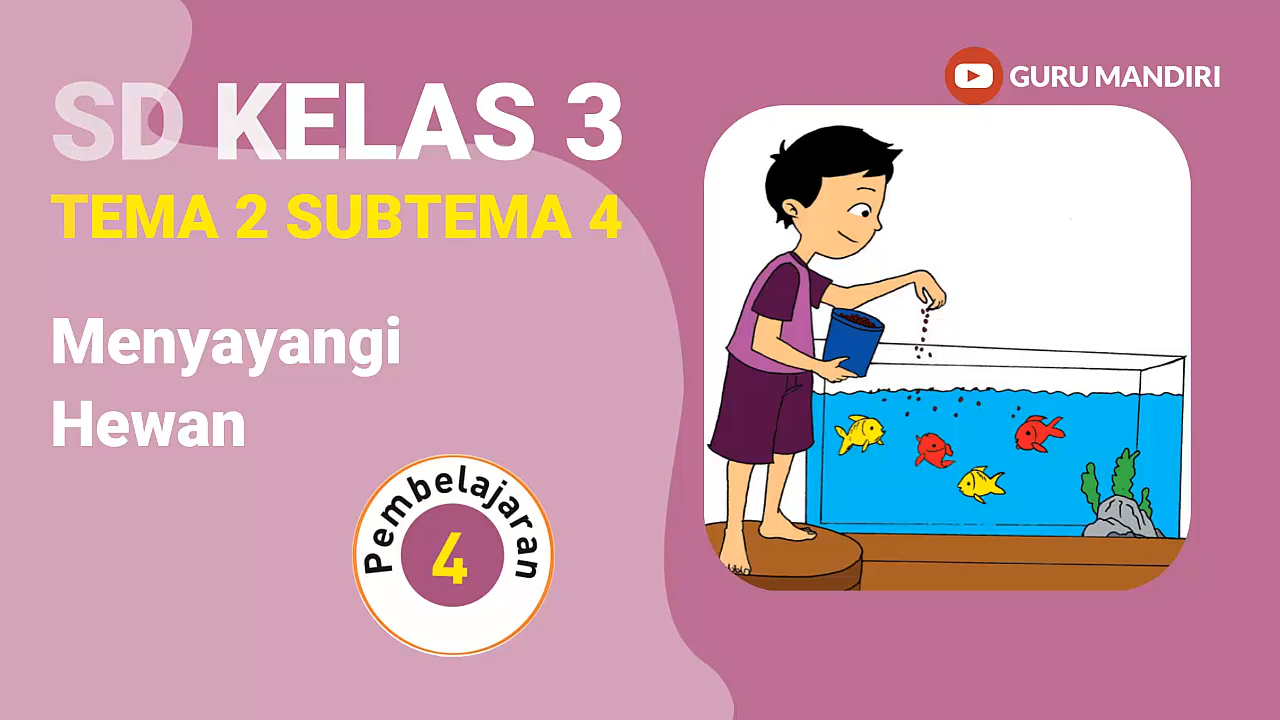 SD KELAS 3
TEMA 2 SUBTEMA 4
Menyayangi
Hewan
Pembelajaran
4
GURU MANDIRI